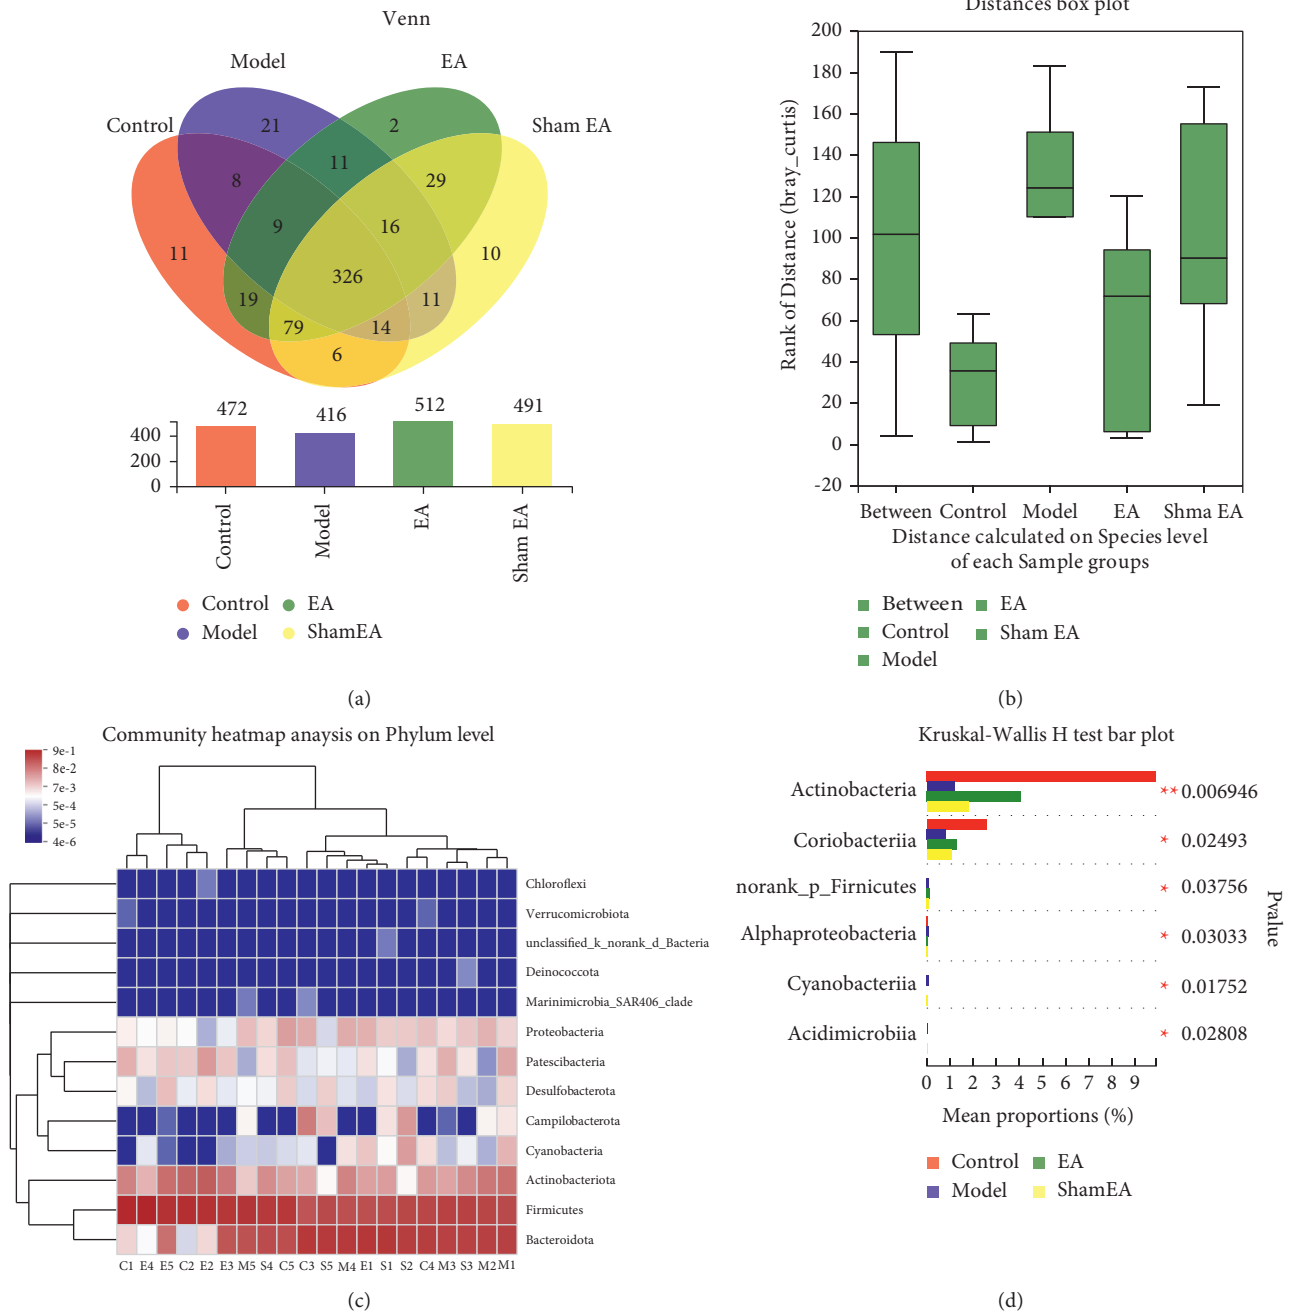 Venn
Model
EA
Control
Sham EA
21
2
11
8
29
9
16
11
10
326
19
11
79
14
6
472
416
512
491
400
200
0
Control
Model
EA
Sham EA
Control
EA
Model
ShamEA
(a)
Distances box plot
Rank of Distance (bray_curtis)
200
180
160
140
120
100
80
60
40
20
0
-20
Between Control Model EA Shma EA
Distance calculated on Species level
of each Sample groups
Between
EA
Control
Sham EA
Model
(b)
Community heatmap anaysis on Phylum level
9e-1
8e-2
7e-3
5e-4
5e-5
4e-6
Chloroflexi
Verrucomicrobiota
unclassified_k_norank_d_Bacteria
Deinococcota
Marinimicrobia_SAR406_clade
Proteobacteria
Patescibacteria
Desulfobacterota
Campilobacterota
Cyanobacteria
Actinobacteriota
Firmicutes
Bacteroidota
C1 E4 E5 C2 E2 E3 M5 S4 C5 C3 S5 M4 E1 S1 S2 C4 M3 S3 M2 M1
(c)
Kruskal-Wallis H test bar plot
Actinobacteria
**0.006946
Coriobacteriia
* 0.02493
norank_p_Firnicutes
* 0.03756
Alphaproteobacteria
* 0.03033
Cyanobacteriia
* 0.01752
Acidimicrobiia
* 0.02808
Pvalue
0 1 2 3 4 5 6 7 8 9
Mean proportions (%)
Control
EA
Model
ShamEA
(d)